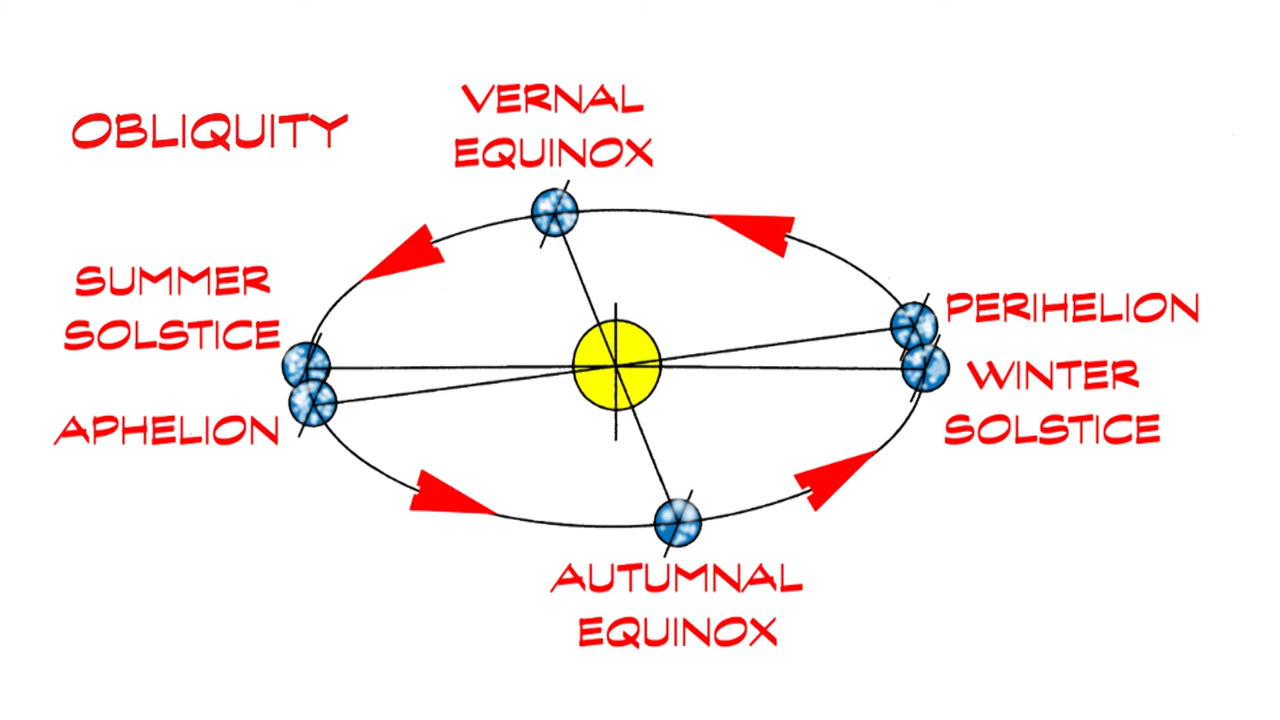 OBLIQUITY
VERNAL
EQUINOX
SUMMER
SOLSTICE
APHELION
PERIHELION
WINTER
SOLSTICE
AUTUMNAL
EQUINOX